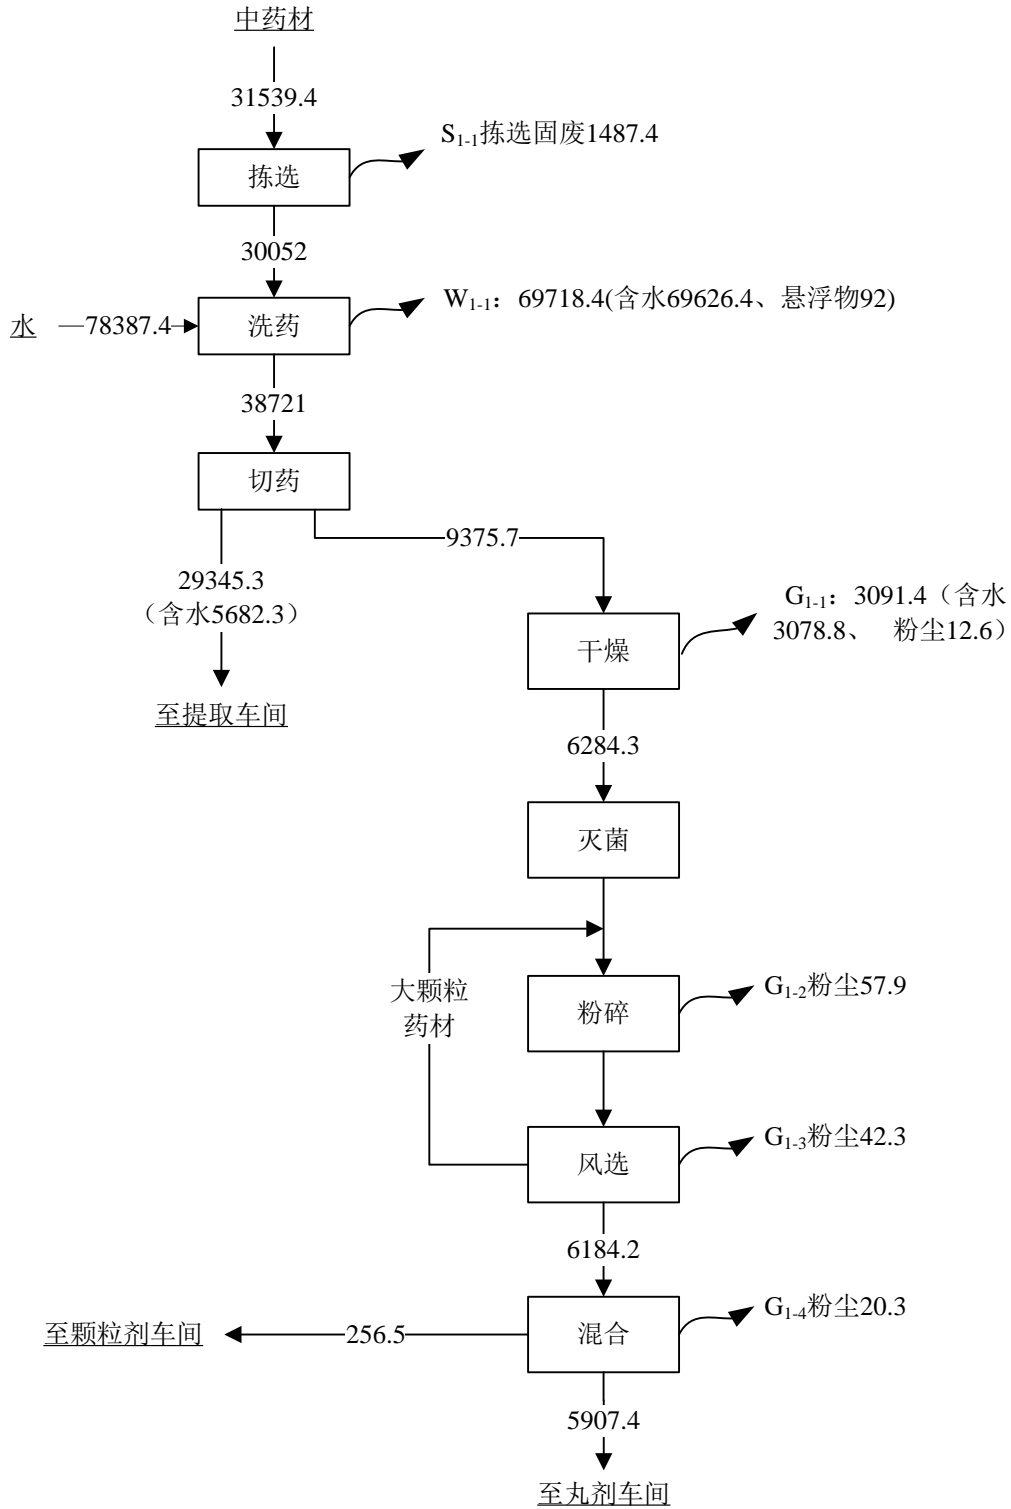 中药材
31539.4
S1-1拣选固废1487.4
拣选
30052
W1-1：69718.4(含水69626.4、悬浮物92)
水 78387.4
洗药
38721
切药
9375.7
29345.3
（含水5682.3）
至提取车间
G1-1：3091.4（含水
3078.8、 粉尘12.6）
干燥
6284.3
灭菌
大颗粒
药材
G1-2粉尘57.9
粉碎
G1-3粉尘42.3
风选
6184.2
G1-4粉尘20.3
混合
256.5
至颗粒剂车间
5907.4
至丸剂车间